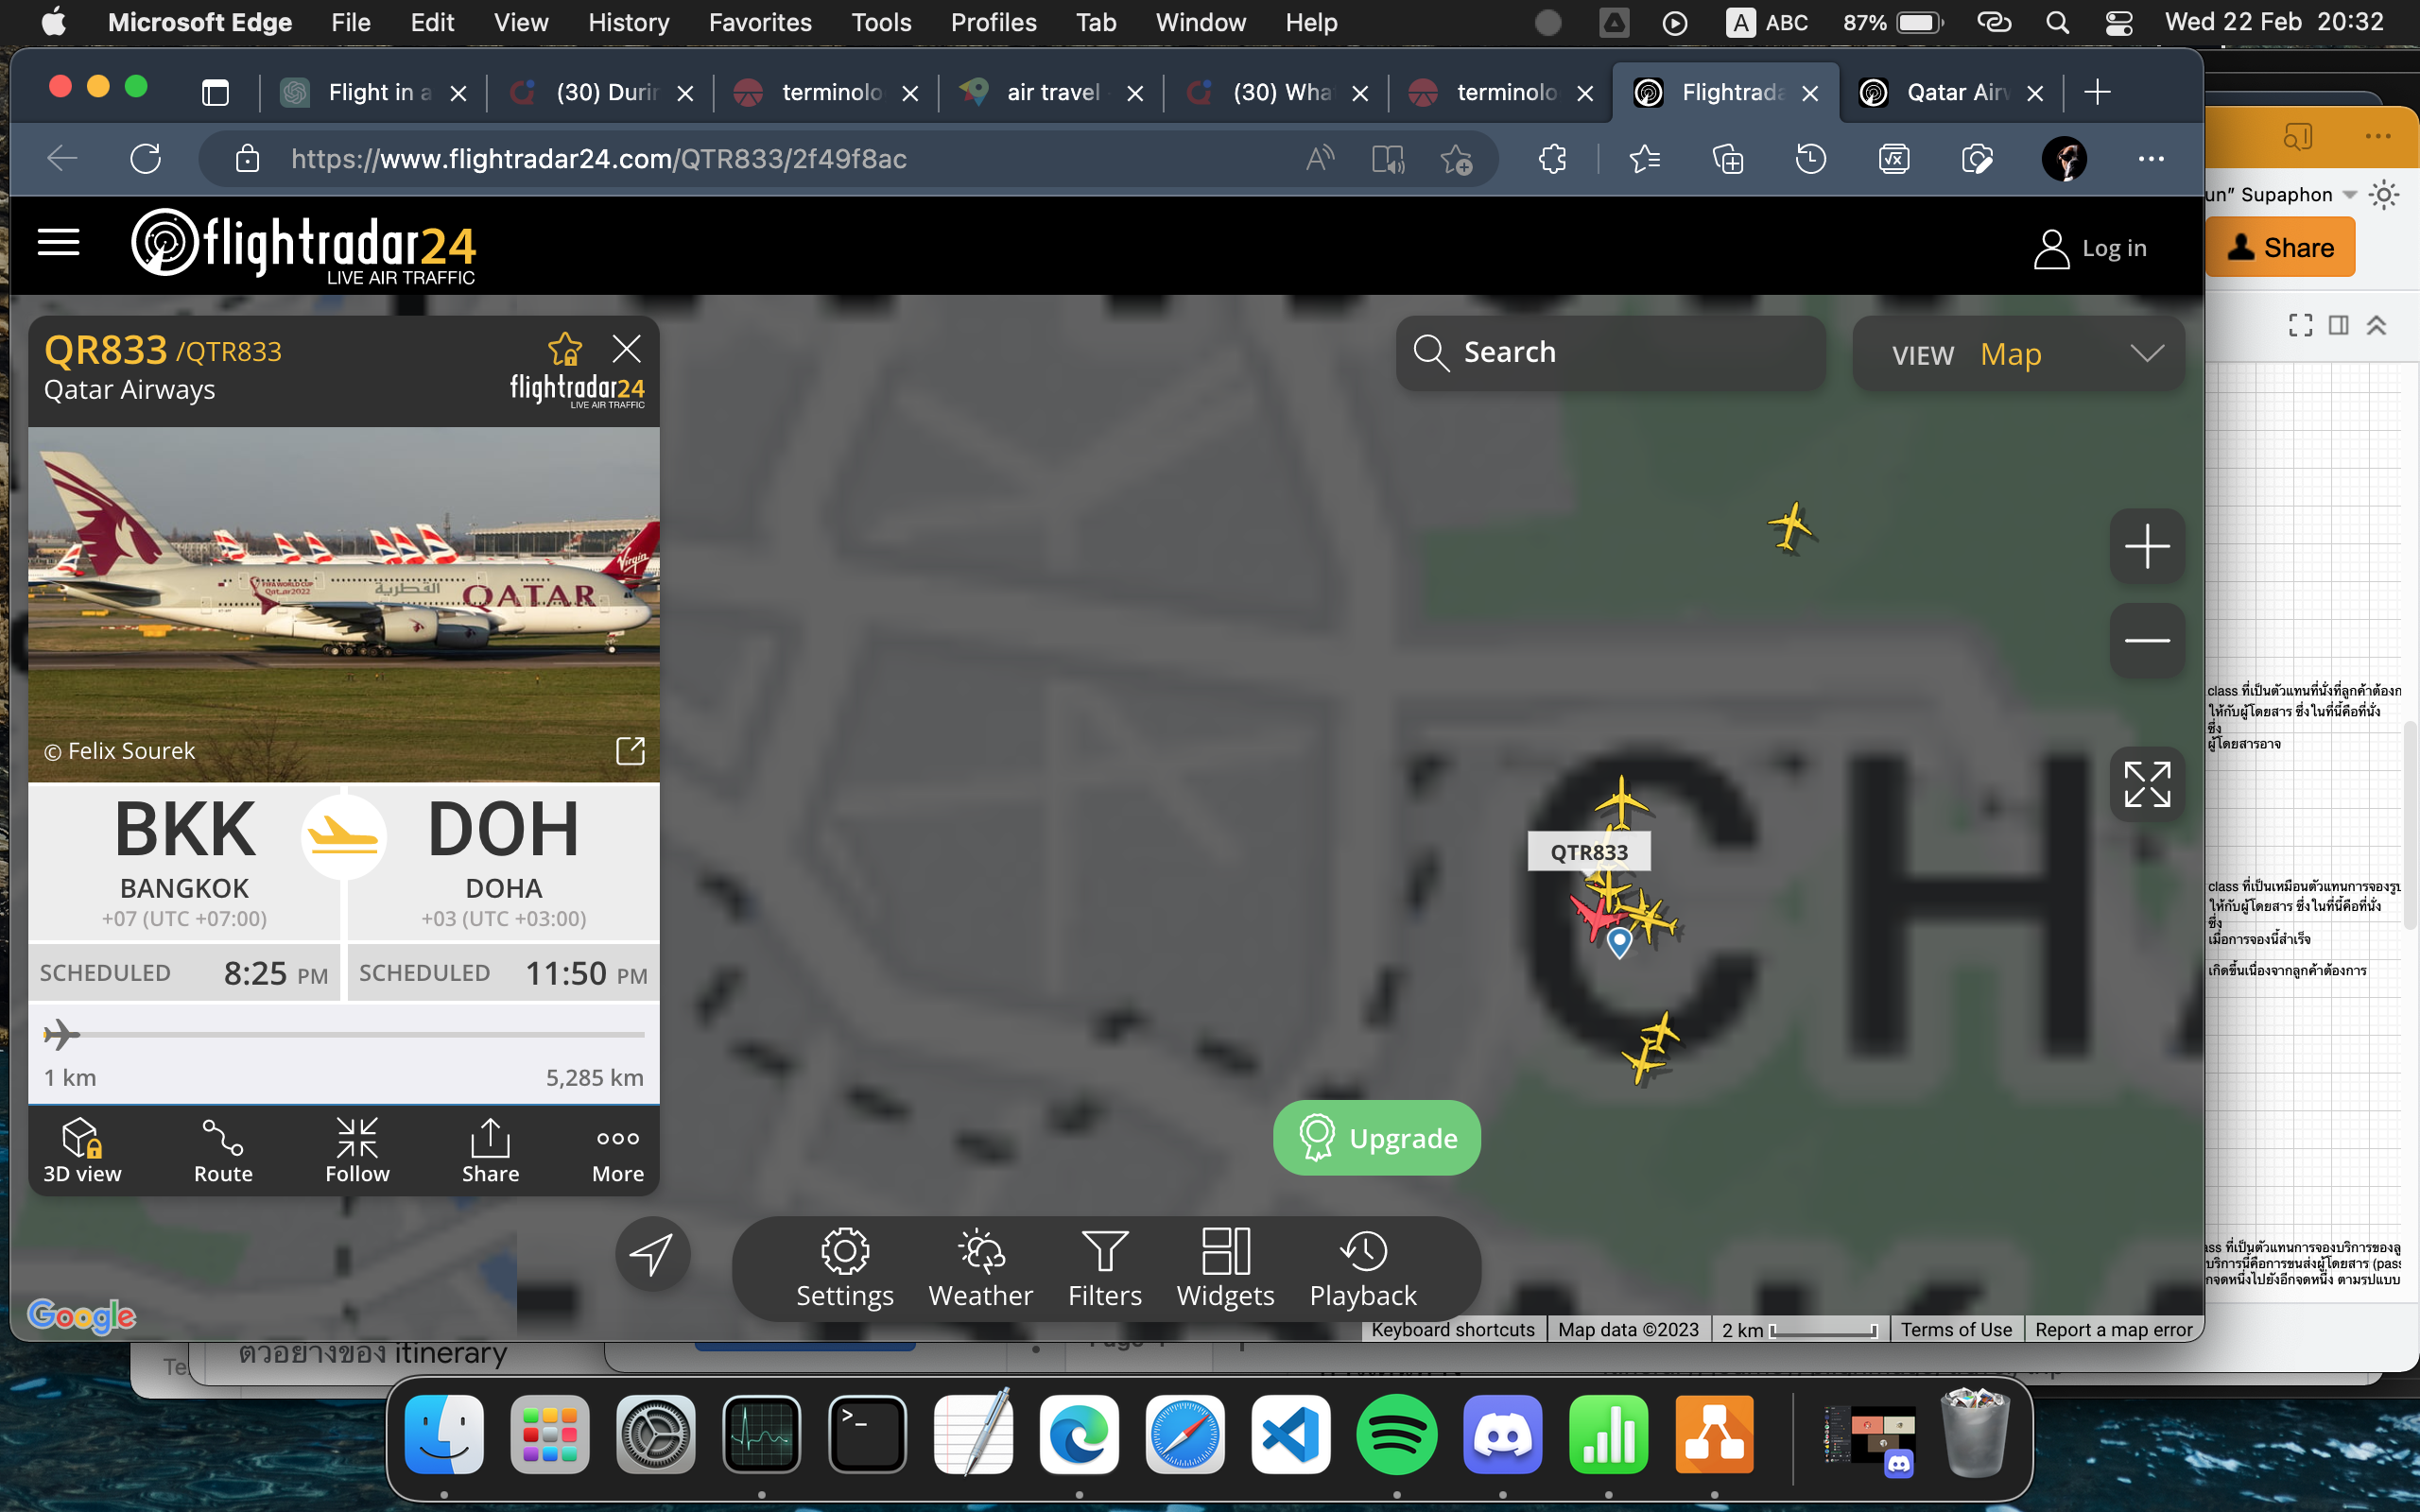 Microsoft Edge File Edit View History Favorites Tools Profiles Tab Window Help A ABC 87% Wed 22 Feb 20:32
Flight in a (30) Durir terminolo air travel (30) Wha terminolo Flightrada Qatar Airw
https://www.flightradar24.com/QTR833/2f49f8ac
un" Supaphon
Share
flightradar24
LIVE AIR TRAFFIC
Log in
QR833 /QTR833
Qatar Airways
flightradar24
LIVE AIR TRAFFIC
Search
VIEW Map
FIFA WORLD CUP
Qatar2022
القطرية
QATAR
Virgin
© Felix Sourek
BKK DOH
BANGKOK DOHA
+07 (UTC +07:00) +03 (UTC +03:00)
SCHEDULED 8:25 PM SCHEDULED 11:50 PM
1 km 5,285 km
3D view Route Follow Share More
QTR833
CH
Upgrade
Settings Weather Filters Widgets Playback
Google
Keyboard shortcuts Map data ©2023 2 km Terms of Use Report a map error
class ที่เป็นตัวแทนที่นั่งที่ลูกค้าต้องก
ให้กับผู้โดยสาร ซึ่งในที่นี้คือที่นั่ง
ซึ่ง
ผู้โดยสารอาจ
class ที่เป็นเหมือนตัวแทนการจองรูป
ให้กับผู้โดยสาร ซึ่งในที่นี้คือที่นั่ง
ซึ่ง
เมื่อการจองนี้สำเร็จ
เกิดขึ้นเนื่องจากลูกค้าต้องการ
ass ที่เป็นตัวแทนการจองบริการของลู
บริการนี้คือการขนส่งผู้โดยสาร (pass
กจุดหนึ่งไปยังอีกจุดหนึ่ง ตามรูปแบบ
Te
ตัวอย่างของ itinerary